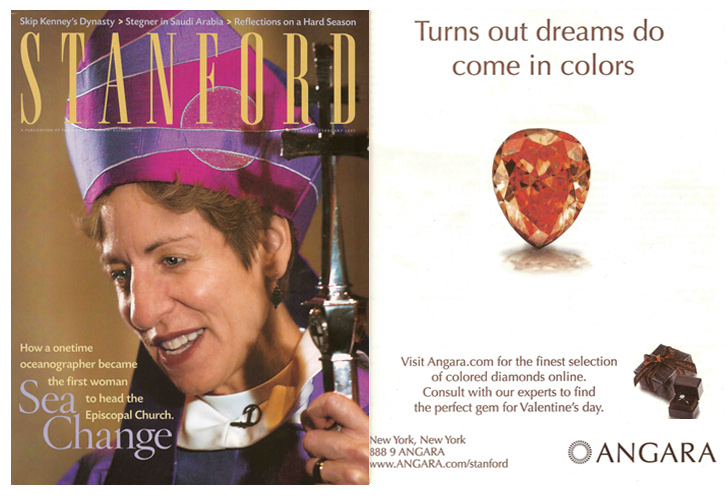 Skip Kenney's Dynasty > Stegner in Saudi Arabia > Reflections on a Hard Season
STANFORD
How a onetime
oceanographer became
the first woman
to head the
Episcopal Church.
Sea
Change
Turns out dreams do
come in colors
Visit Angara.com for the finest selection
of colored diamonds online.
Consult with our experts to find
the perfect gem for Valentine's day.
New York, New York
888 9 ANGARA
www.ANGARA.com/stanford
ANGARA